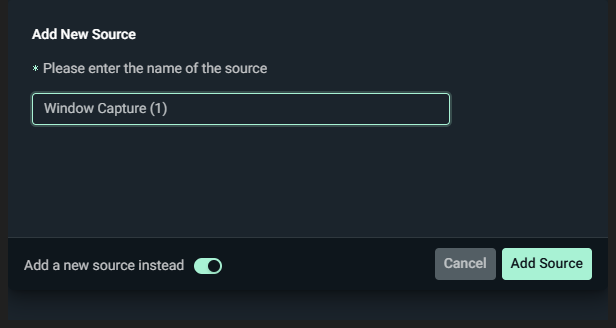 Add New Source
* Please enter the name of the source
Window Capture (1)
Add a new source instead
Cancel
Add Source